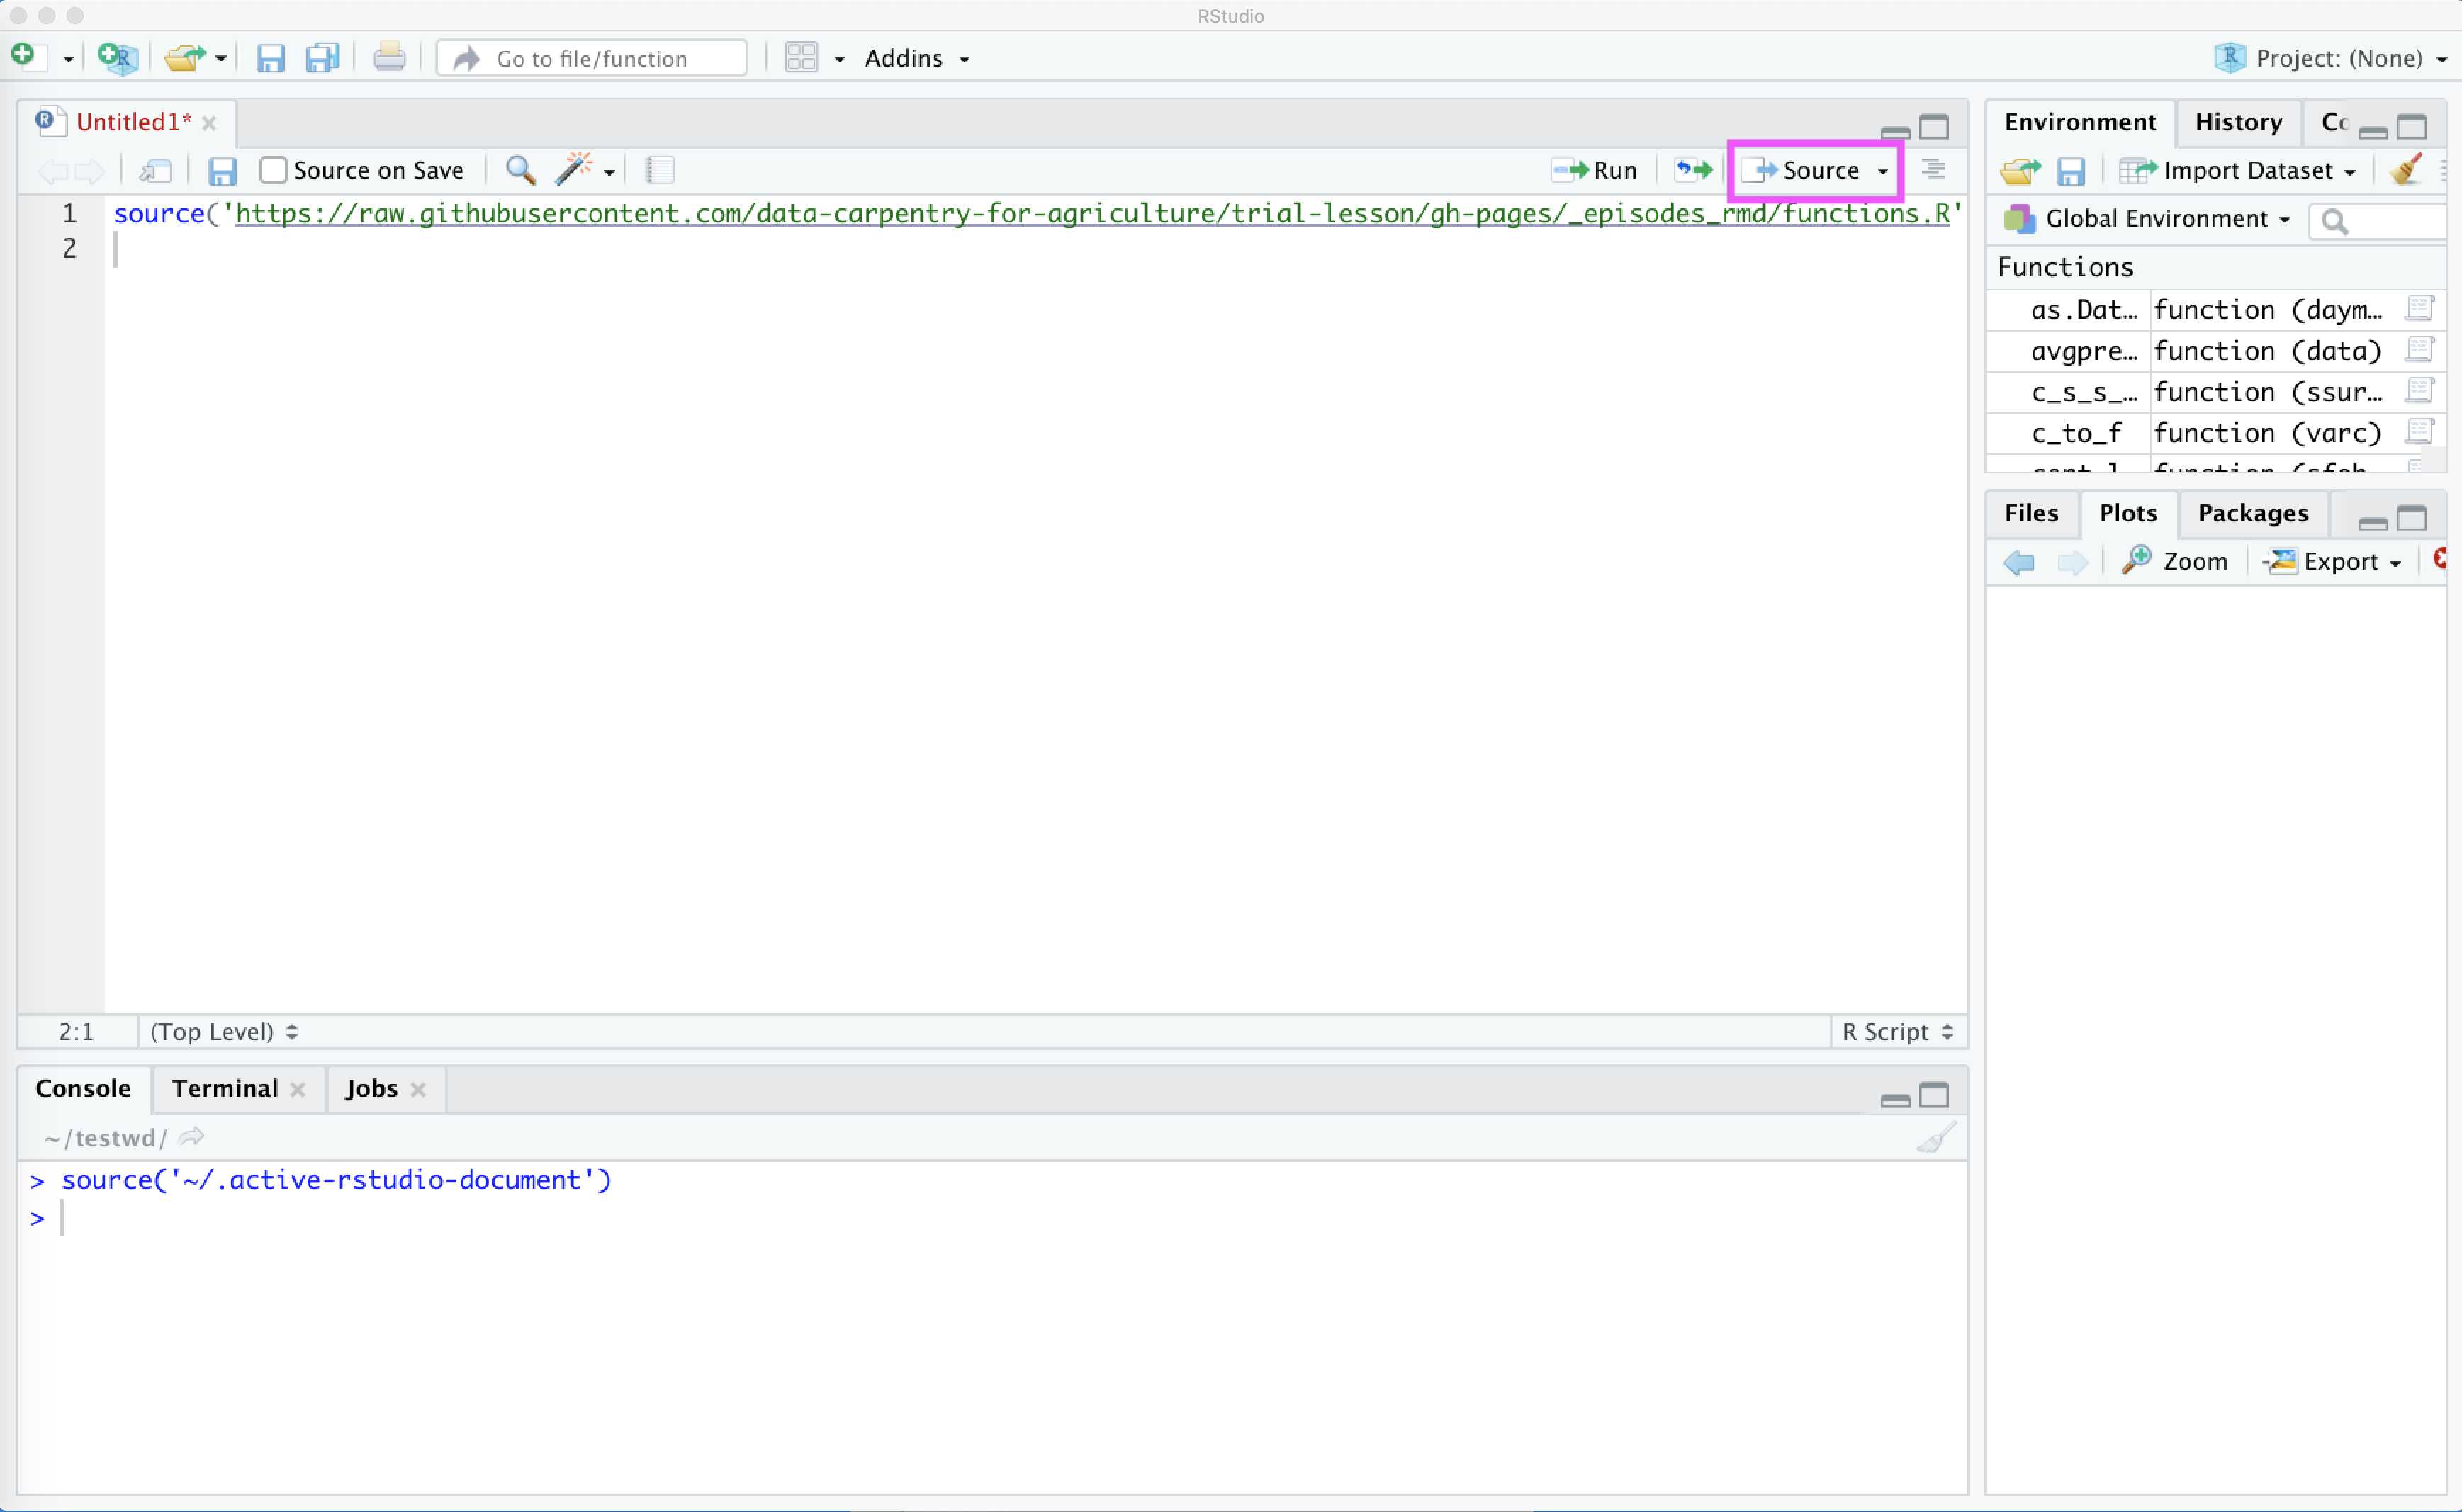 RStudio
Go to file/function
Addins
Project: (None)
Untitled1*
Source on Save
Run
Source
1 source('https://raw.githubusercontent.com/data-carpentry-for-agriculture/trial-lesson/gh-pages/_episodes_rmd/functions.R'
2
2:1 (Top Level)
R Script
Console Terminal Jobs
~/testwd/
> source('~/.active-rstudio-document')
>
Environment History Co
Import Dataset
Global Environment
Functions
as.Dat… function (daym…
avgpre… function (data)
c_s_s_… function (ssur…
c_to_f function (varc)
Files Plots Packages
Zoom Export